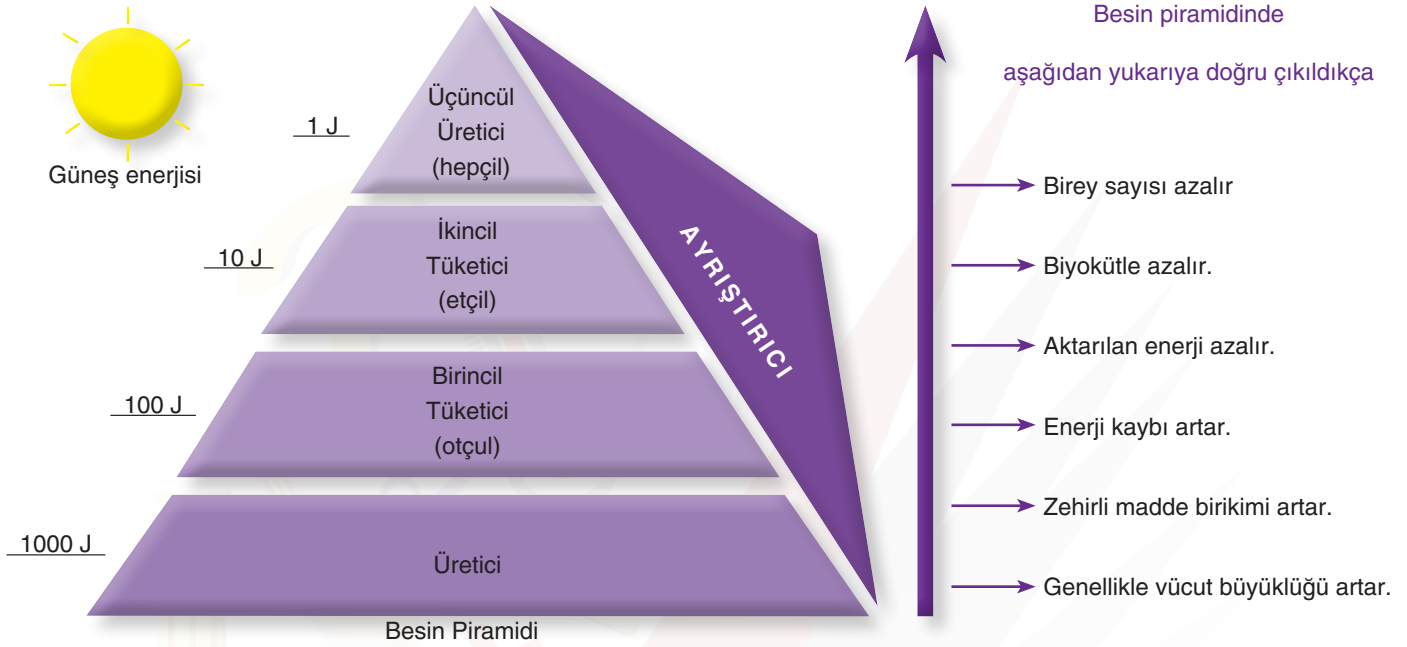 Güneş enerjisi
1 J
10 J
100 J
1000 J
Üçüncül
Üretici
(hepçil)
İkincil
Tüketici
(etçil)
Birincil
Tüketici
(otçul)
Üretici
AYRIŞTIRICI
Besin Piramidi
Besin piramidinde
aşağıdan yukarıya doğru çıkıldıkça
Birey sayısı azalır
Biyokütle azalır.
Aktarılan enerji azalır.
Enerji kaybı artar.
Zehirli madde birikimi artar.
Genellikle vücut büyüklüğü artar.